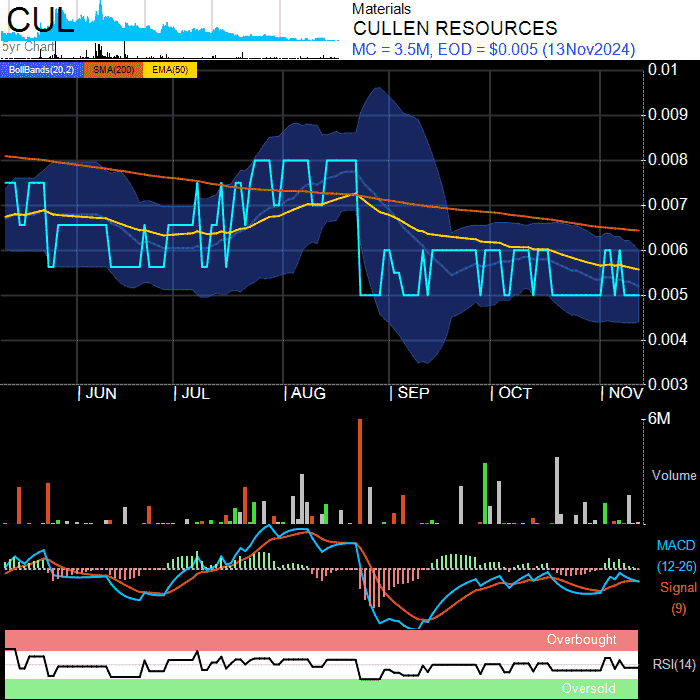 CUL
5yr Chart
Materials
CULLEN RESOURCES
MC = 3.5M, EOD = $0.005 (13Nov2024)
BollBands(20,2) SMA(200) EMA(50)
0.01
0.009
0.008
0.007
0.006
0.005
0.004
0.003
| JUN | JUL | AUG | SEP | OCT | NOV
6M
Volume
MACD
(12-26)
Signal
(9)
Overbought
RSI(14)
Oversold